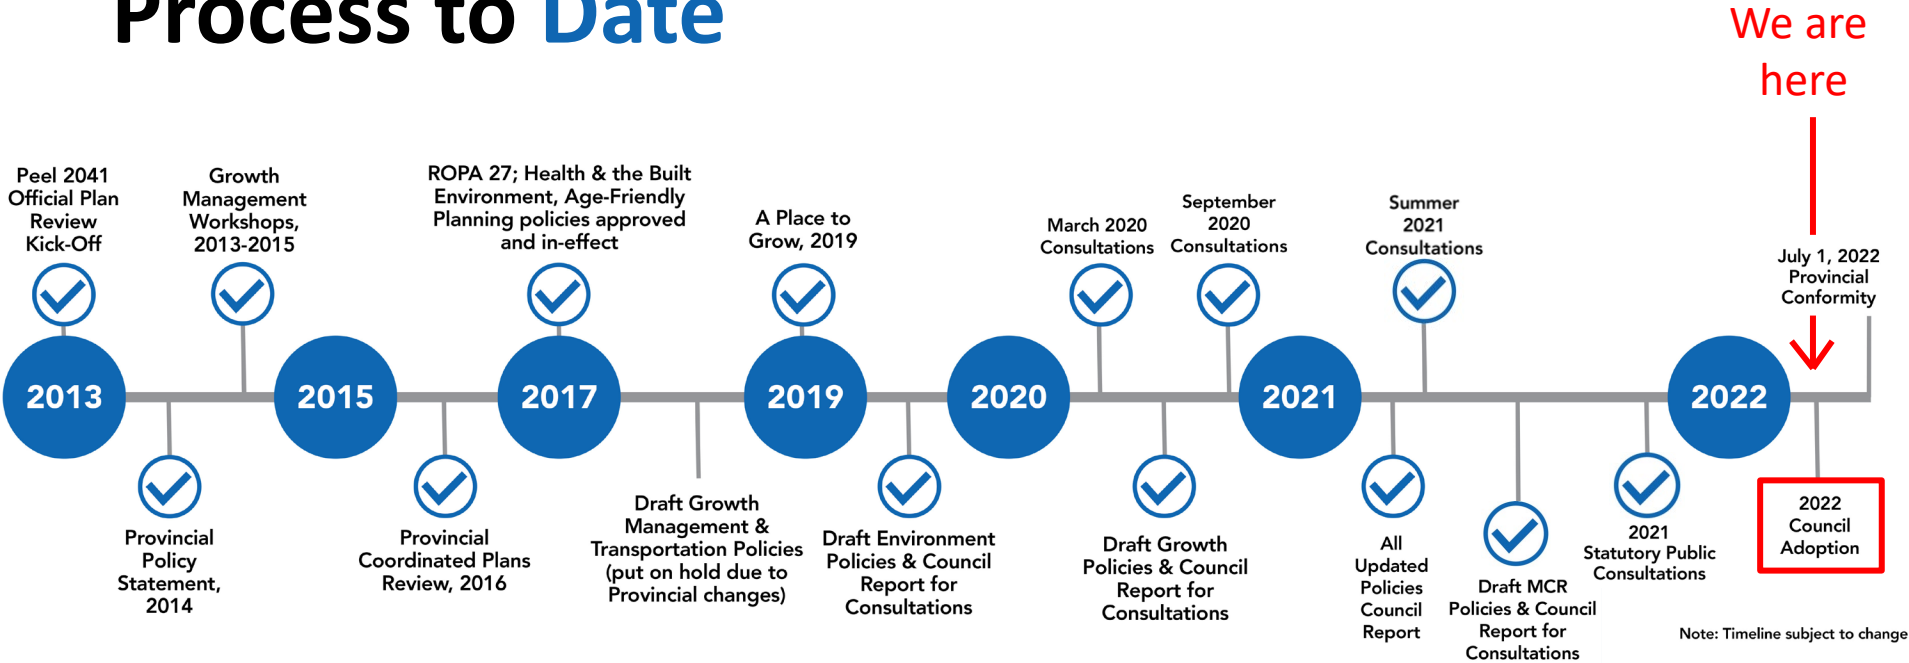 Process to Date
We are
here
Peel 2041
Official Plan
Review
Kick-Off
Growth
Management
Workshops,
2013-2015
ROPA 27; Health & the Built
Environment, Age-Friendly
Planning policies approved
and in-effect
A Place to
Grow, 2019
March 2020
Consultations
September
2020
Consultations
Summer
2021
Consultations
July 1, 2022
Provincial
Conformity
2013
2015
2017
2019
2020
2021
2022
Provincial
Policy
Statement,
2014
Provincial
Coordinated Plans
Review, 2016
Draft Growth
Management &
Transportation Policies
(put on hold due to
Provincial changes)
Draft Environment
Policies & Council
Report for
Consultations
Draft Growth
Policies & Council
Report for
Consultations
All
Updated
Policies
Council
Report
Draft MCR
Policies & Council
Report for
Consultations
2021
Statutory Public
Consultations
2022
Council
Adoption
Note: Timeline subject to change